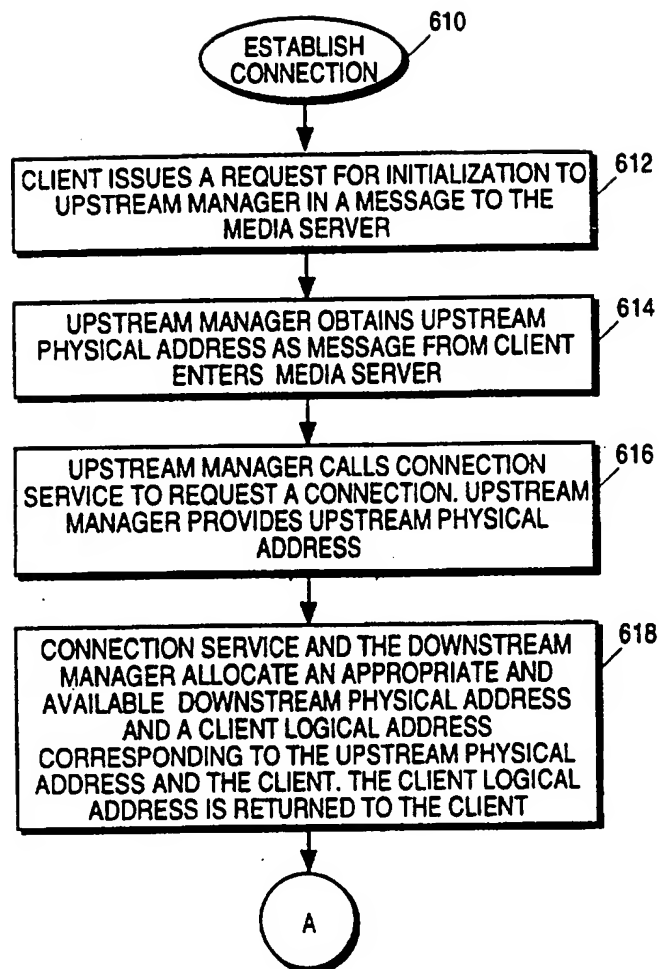 ESTABLISH
CONNECTION
610
CLIENT ISSUES A REQUEST FOR INITIALIZATION TO
UPSTREAM MANAGER IN A MESSAGE TO THE
MEDIA SERVER
612
UPSTREAM MANAGER OBTAINS UPSTREAM
PHYSICAL ADDRESS AS MESSAGE FROM CLIENT
ENTERS MEDIA SERVER
614
UPSTREAM MANAGER CALLS CONNECTION
SERVICE TO REQUEST A CONNECTION. UPSTREAM
MANAGER PROVIDES UPSTREAM PHYSICAL
ADDRESS
616
CONNECTION SERVICE AND THE DOWNSTREAM
MANAGER ALLOCATE AN APPROPRIATE AND
AVAILABLE DOWNSTREAM PHYSICAL ADDRESS
AND A CLIENT LOGICAL ADDRESS
CORRESPONDING TO THE UPSTREAM PHYSICAL
ADDRESS AND THE CLIENT. THE CLIENT LOGICAL
ADDRESS IS RETURNED TO THE CLIENT
618
A